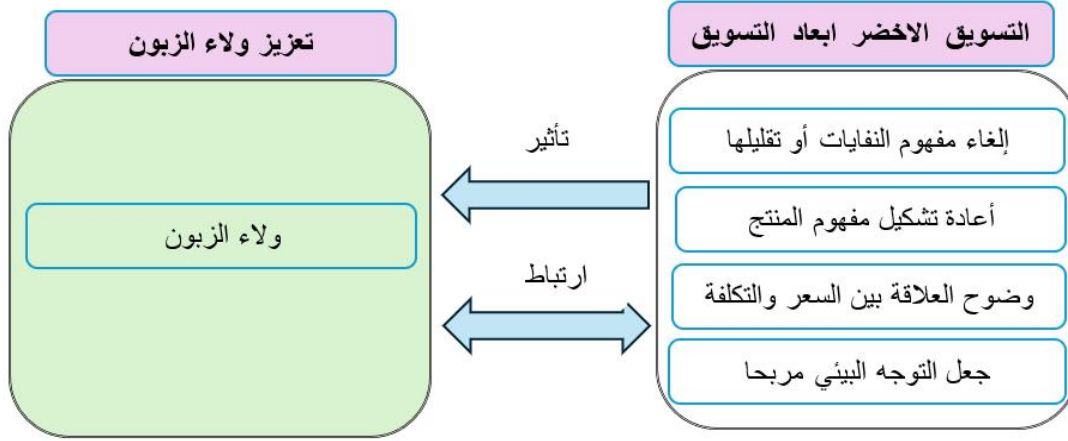 التسويق الاخضر ابعاد التسويق
إلغاء مفهوم النفايات أو تقليلها
أعادة تشكيل مفهوم المنتج
وضوح العلاقة بين السعر والتكلفة
جعل التوجه البيئي مربحا
تأثير
ارتباط
تعزيز ولاء الزبون
ولاء الزبون